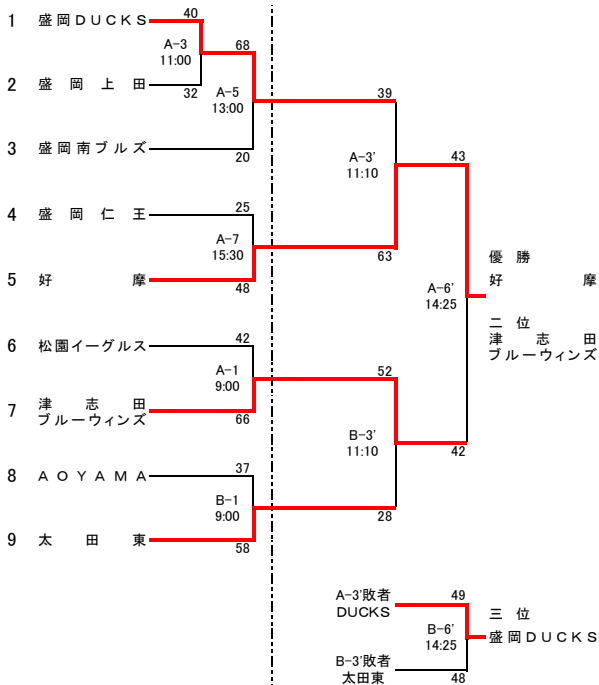 1 盛岡DUCKS
40
A-3
11:00
68
2 盛岡上田
32
A-5
13:00
39
3 盛岡南ブルズ
20
A-3'
11:10
43
4 盛岡仁王
25
A-7
15:30
63
5 好摩
48
優勝
好摩
A-6'
14:25
二位
津志田
ブルーウィンズ
6 松園イーグルス
42
A-1
9:00
52
7 津志田
ブルーウィンズ
66
B-3'
11:10
42
8 AOYAMA
37
B-1
9:00
28
9 太田東
58
A-3'敗者
DUCKS
49
三位
盛岡DUCKS
B-6'
14:25
B-3'敗者
太田東
48